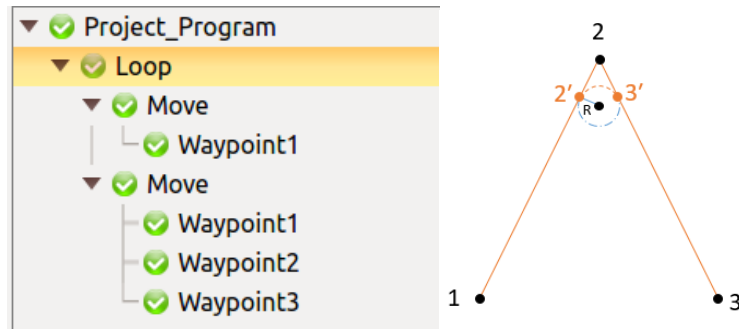 Project_Program
Loop
Move
Waypoint1
Move
Waypoint1
Waypoint2
Waypoint3
2
2′ 3′
R
1 3